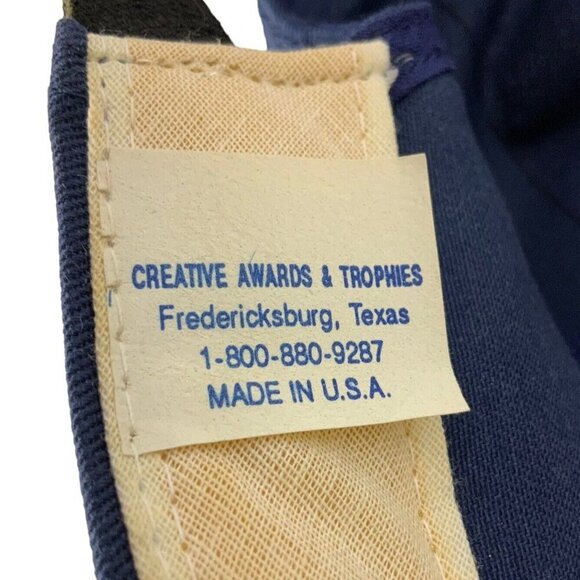 CREATIVE AWARDS & TROPHIES
Fredericksburg, Texas
1-800-880-9287
MADE IN U.S.A.